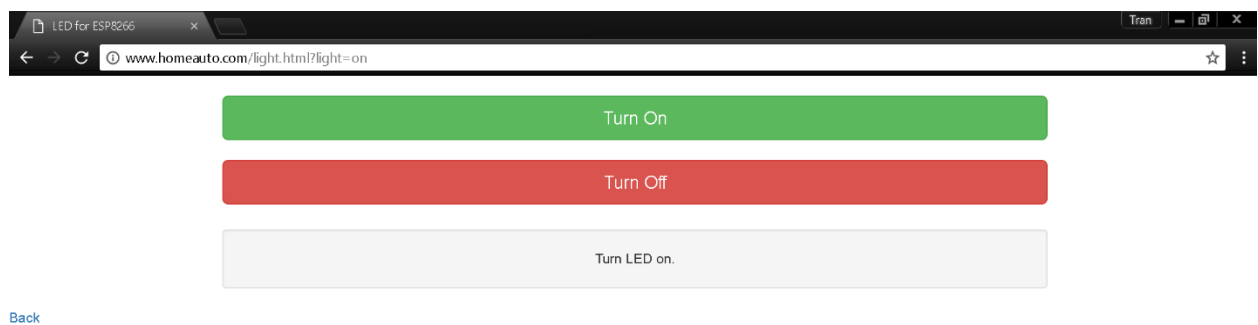 LED for ESP8266
Tran
www.homeauto.com/light.html?light=on
Turn On
Turn Off
Turn LED on.
Back